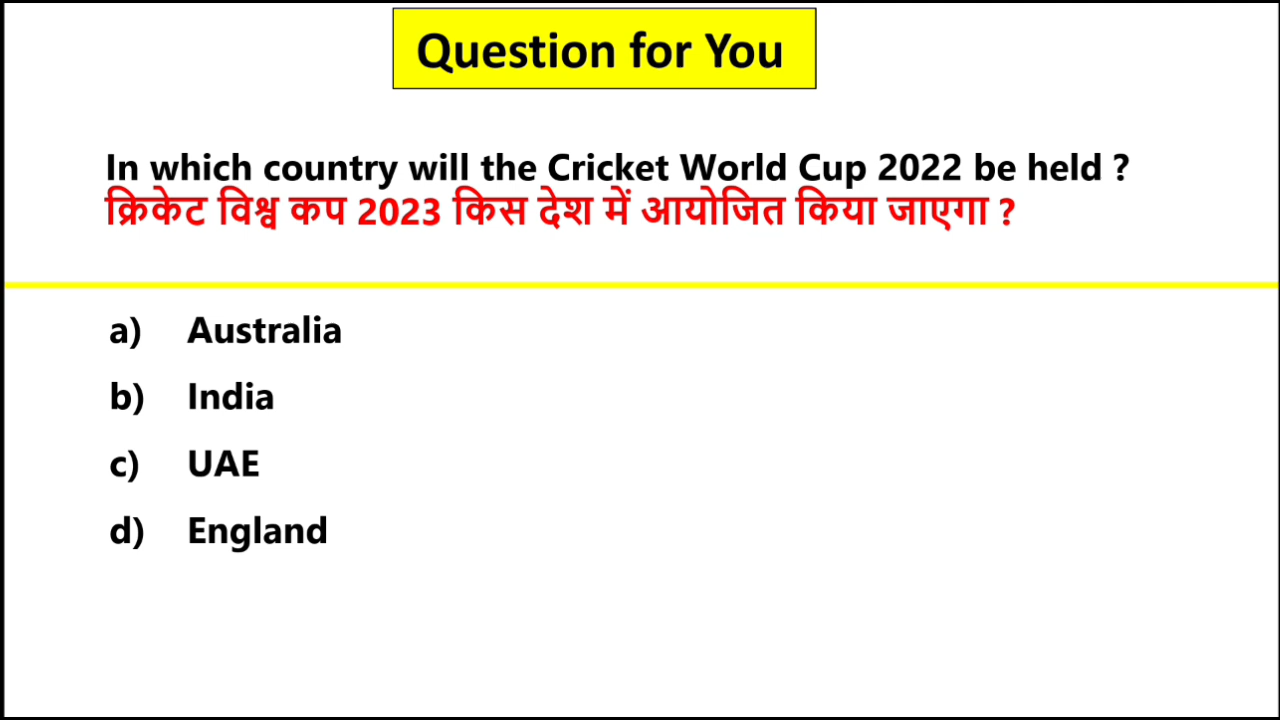 Question for You
In which country will the Cricket World Cup 2022 be held ?
क्रिकेट विश्व कप 2023 किस देश में आयोजित किया जाएगा ?
a) Australia
b) India
c) UAE
d) England